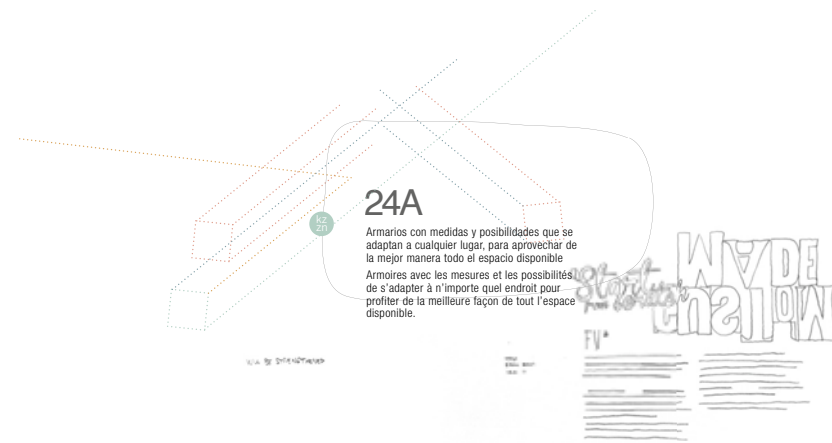 24A
kz
zn
Armarios con medidas y posibilidades que se
adaptan a cualquier lugar, para aprovechar de
la mejor manera todo el espacio disponible
Armoires avec les mesures et les possibilités
de s'adapter à n'importe quel endroit pour
profiter de la meilleure façon de tout l'espace
disponible.
Start
MADE